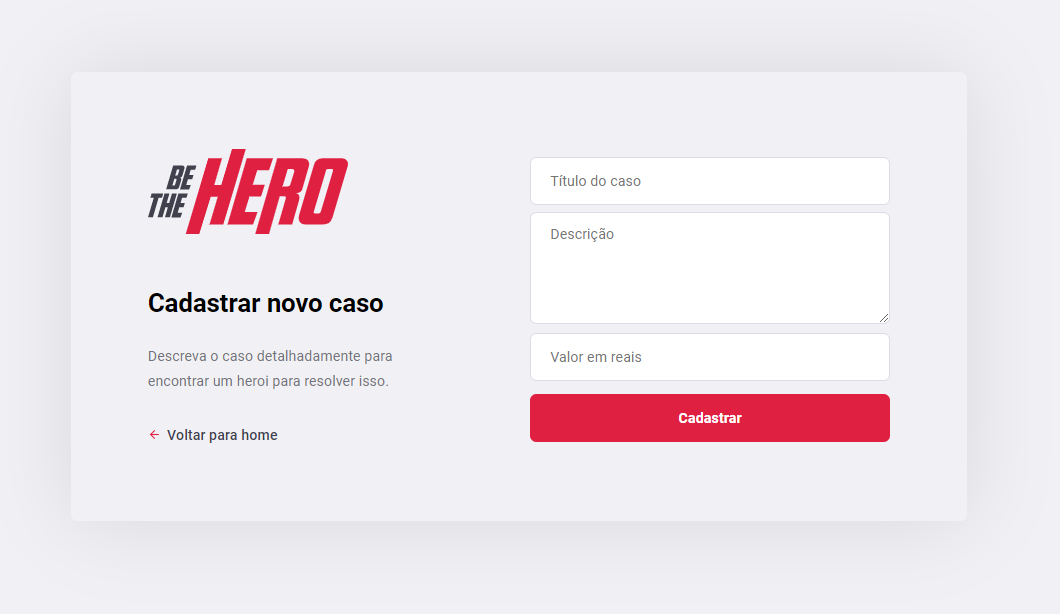 BE
THE HERO
Cadastrar novo caso
Descreva o caso detalhadamente para
encontrar um heroi para resolver isso.
Voltar para home
Título do caso
Descrição
Valor em reais
Cadastrar